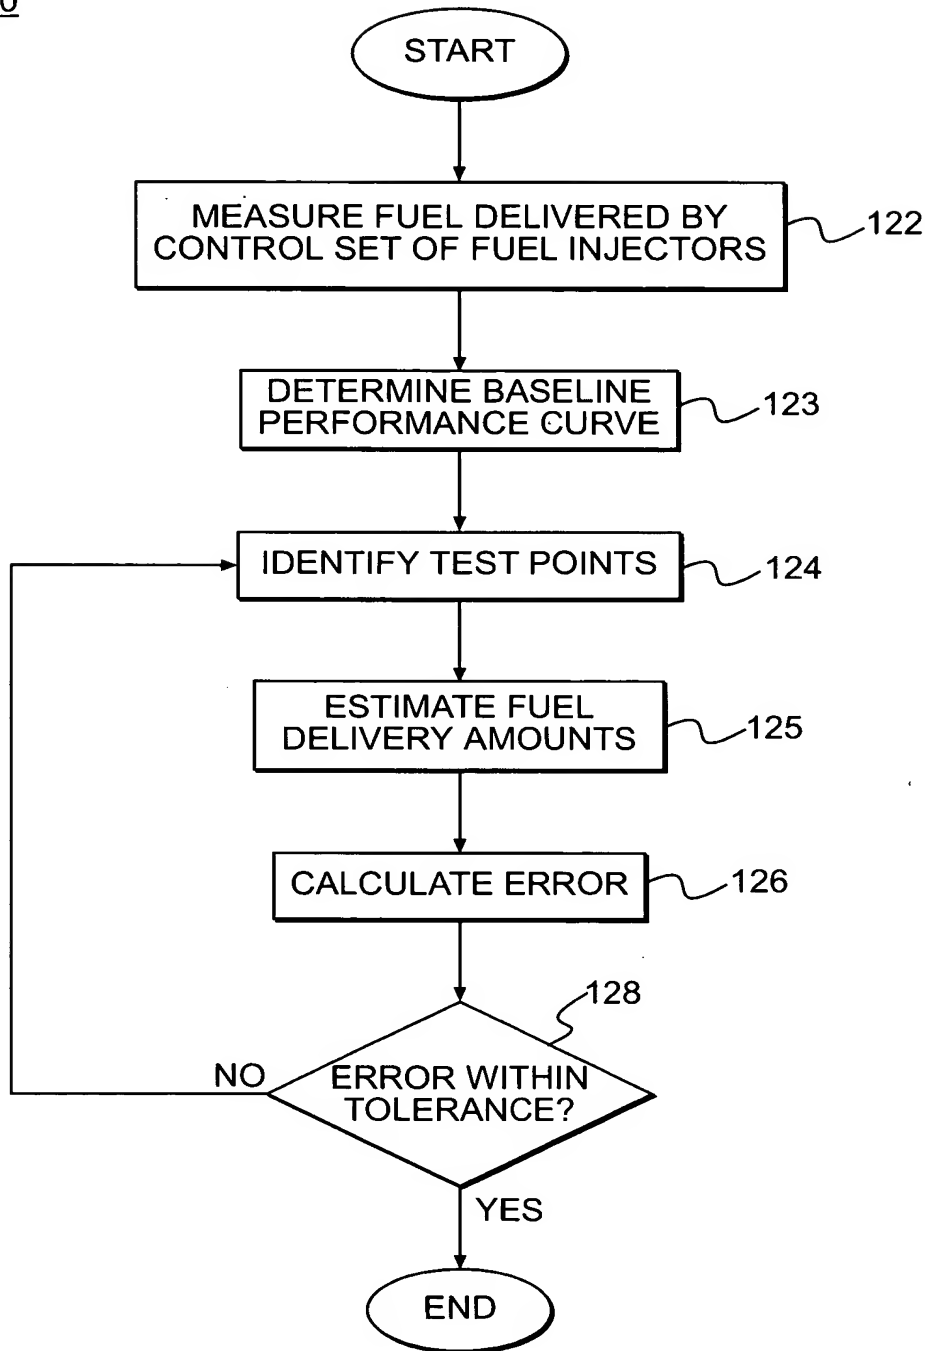 START
MEASURE FUEL DELIVERED BY
CONTROL SET OF FUEL INJECTORS
122
DETERMINE BASELINE
PERFORMANCE CURVE
123
IDENTIFY TEST POINTS
124
ESTIMATE FUEL
DELIVERY AMOUNTS
125
CALCULATE ERROR
126
128
ERROR WITHIN
TOLERANCE?
NO
YES
END